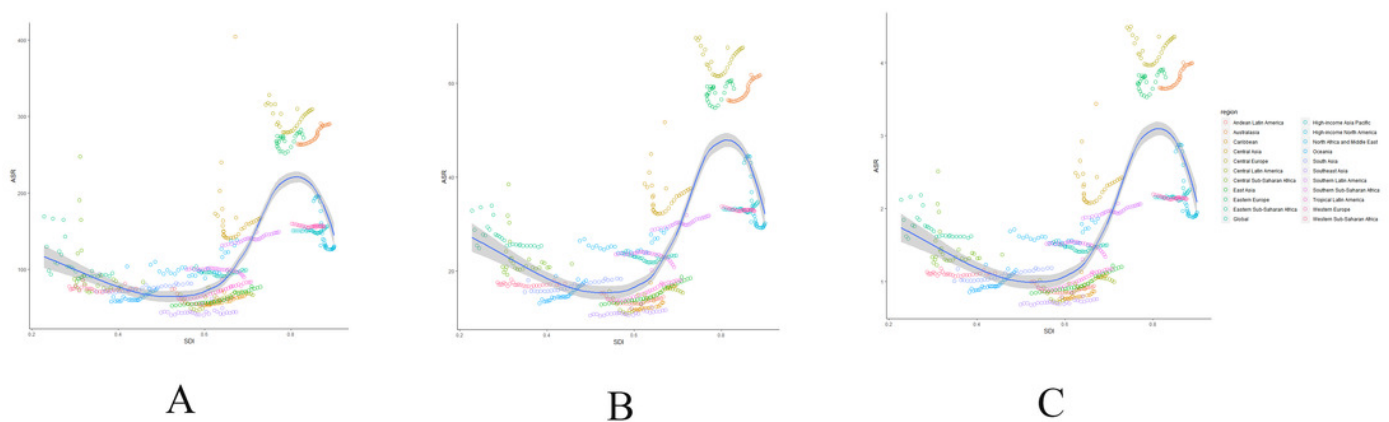 400
300
200
100
ASR
0.2 0.4 0.6 0.8
SDI
A
60
40
20
ASR
0.2 0.4 0.6 0.8
SDI
B
4
3
2
1
ASR
0.2 0.4 0.6 0.8
SDI
C
region
Andean Latin America
Australasia
Caribbean
Central Asia
Central Europe
Central Latin America
Central Sub-Saharan Africa
East Asia
Eastern Europe
Eastern Sub-Saharan Africa
Global
High-income Asia Pacific
High-income North America
North Africa and Middle East
Oceania
South Asia
Southeast Asia
Southern Latin America
Southern Sub-Saharan Africa
Tropical Latin America
Western Europe
Western Sub-Saharan Africa